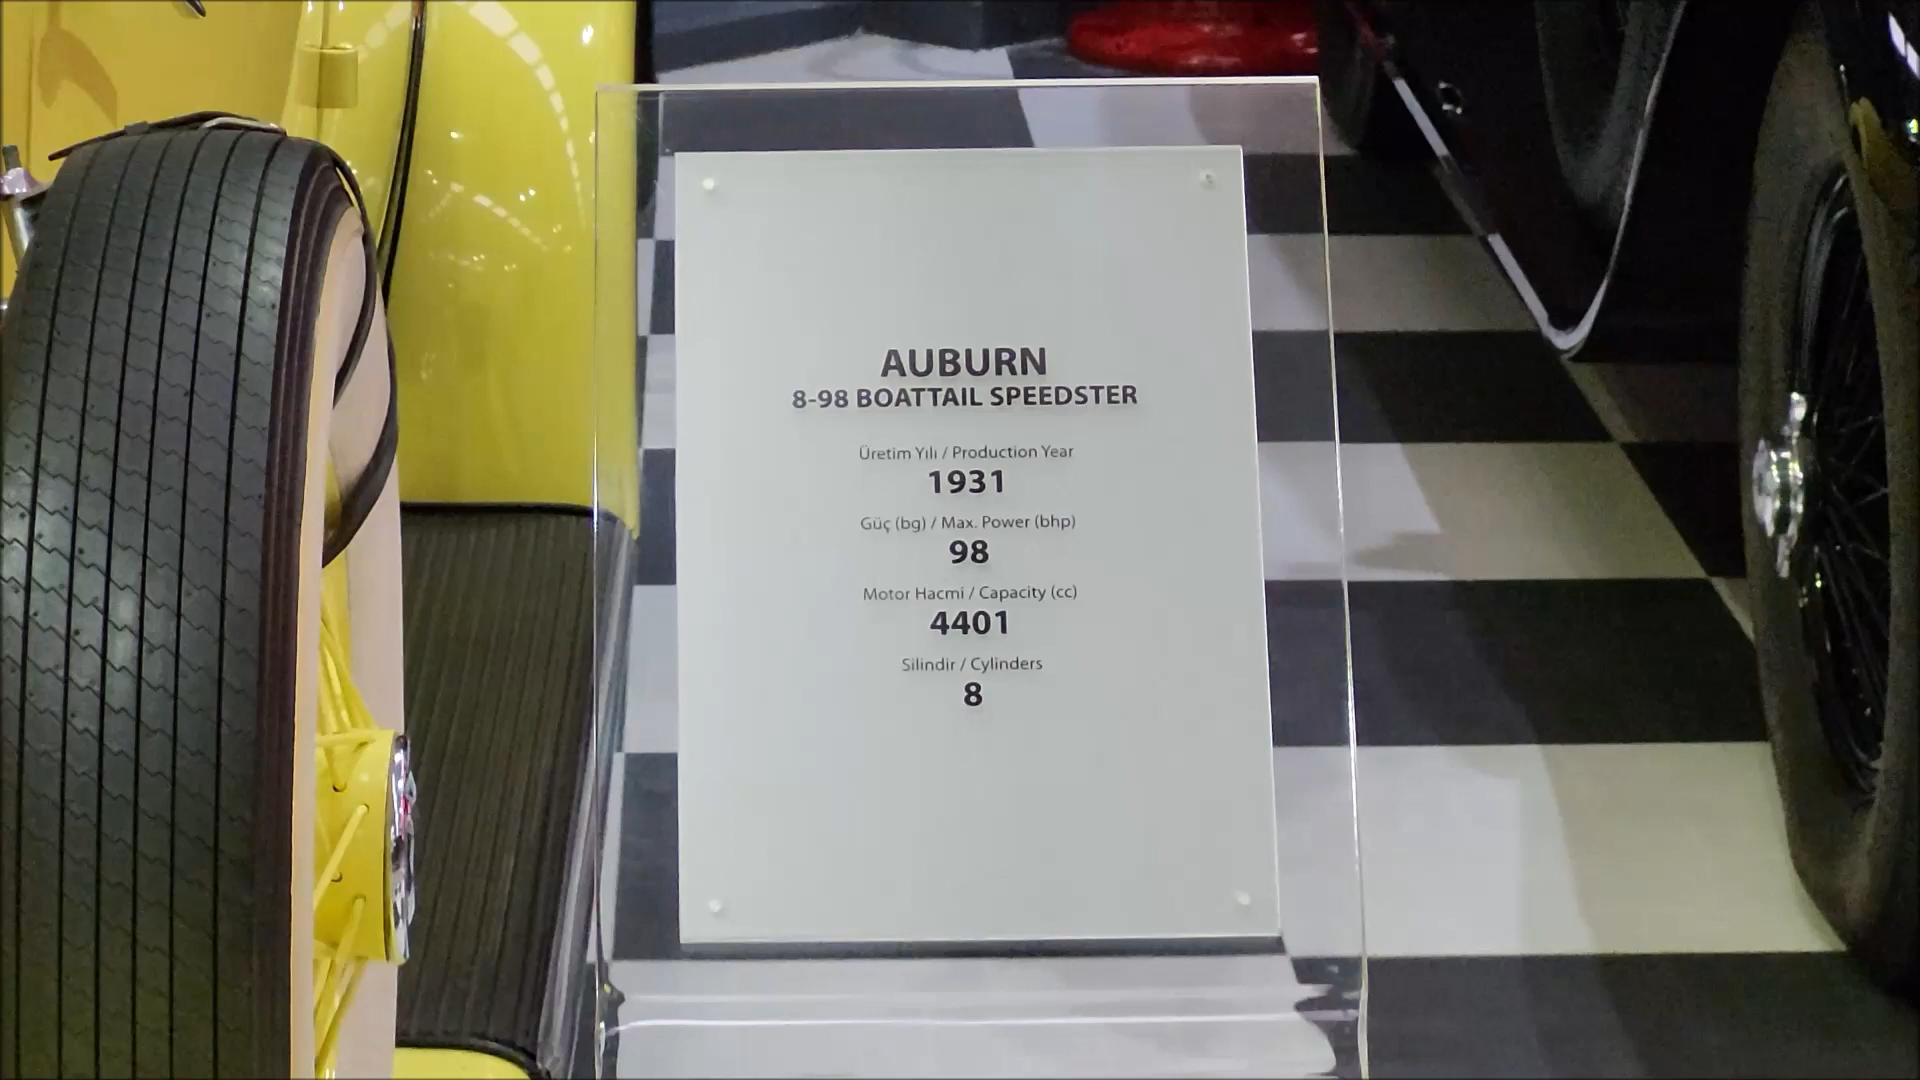 AUBURN
8-98 BOATTAIL SPEEDSTER
Üretim Yılı / Production Year
1931
Güç (bg) / Max. Power (bhp)
98
Motor Hacmi / Capacity (cc)
4401
Silindir / Cylinders
8